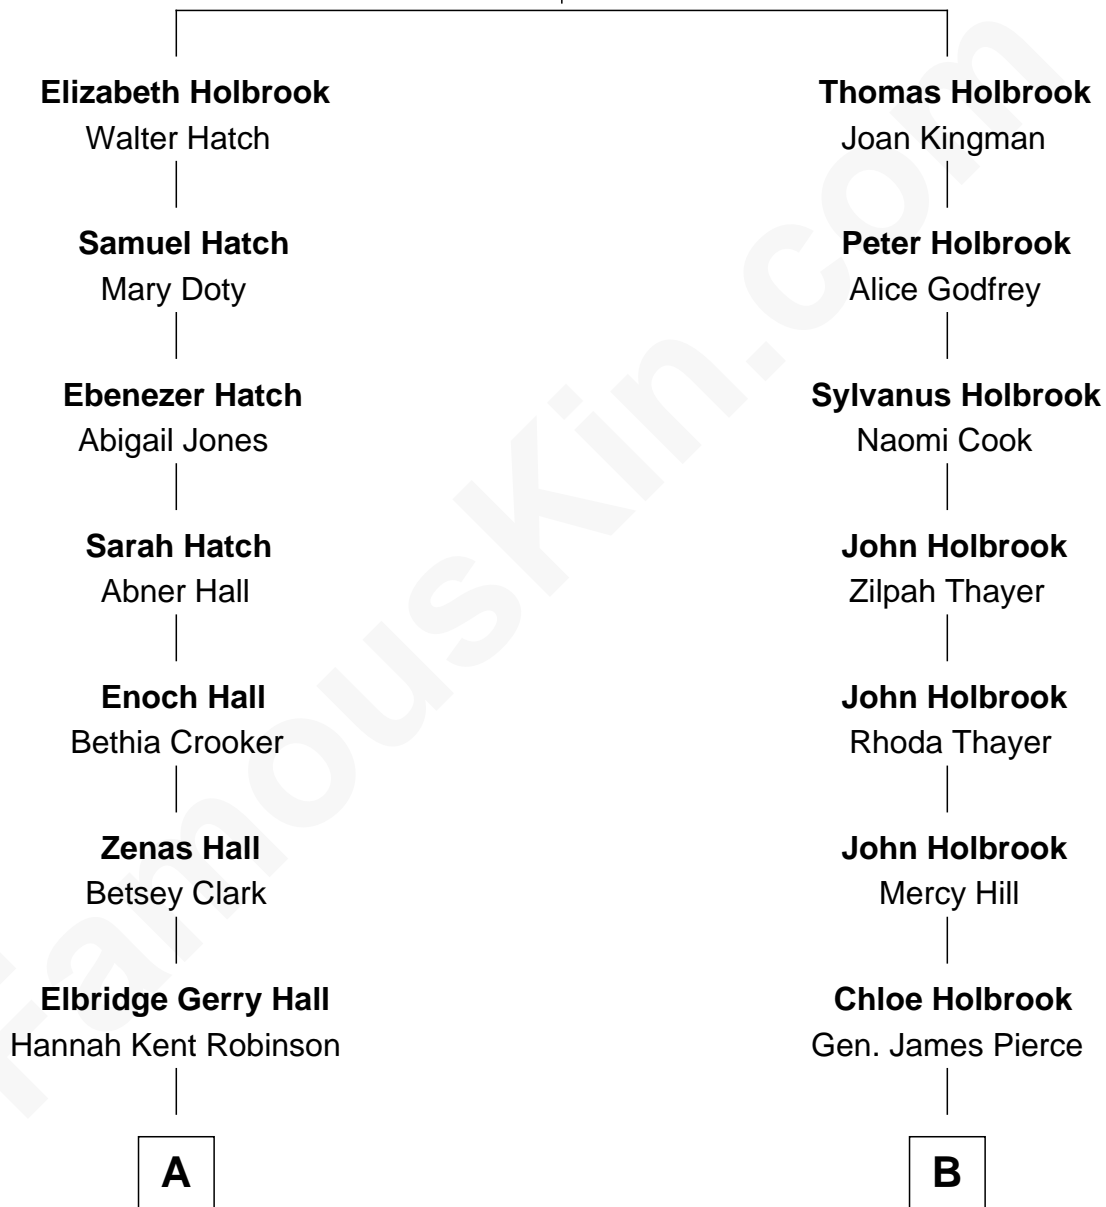 Elizabeth Holbrook
Walter Hatch
Samuel Hatch
Mary Doty
Ebenezer Hatch
Abigail Jones
Sarah Hatch
Abner Hall
Enoch Hall
Bethia Crooker
Zenas Hall
Betsey Clark
Elbridge Gerry Hall
Hannah Kent Robinson
A
Thomas Holbrook
Joan Kingman
Peter Holbrook
Alice Godfrey
Sylvanus Holbrook
Naomi Cook
John Holbrook
Zilpah Thayer
John Holbrook
Rhoda Thayer
John Holbrook
Mercy Hill
Chloe Holbrook
Gen. James Pierce
B
FamousKin.com